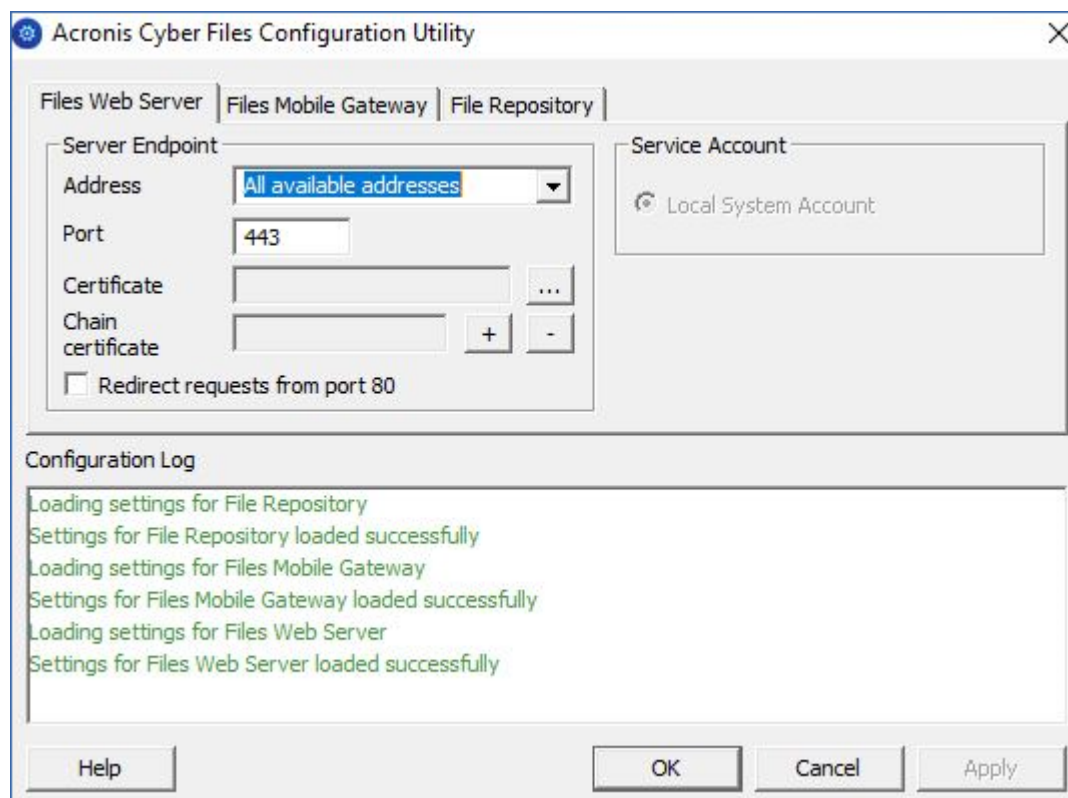 Acronis Cyber Files Configuration Utility
Files Web Server
Files Mobile Gateway
File Repository
Server Endpoint
Address
All available addresses
Port
443
Certificate
...
Chain
certificate
+
-
Redirect requests from port 80
Service Account
Local System Account
Configuration Log
Loading settings for File Repository
Settings for File Repository loaded successfully
Loading settings for Files Mobile Gateway
Settings for Files Mobile Gateway loaded successfully
Loading settings for Files Web Server
Settings for Files Web Server loaded successfully
Help
OK
Cancel
Apply